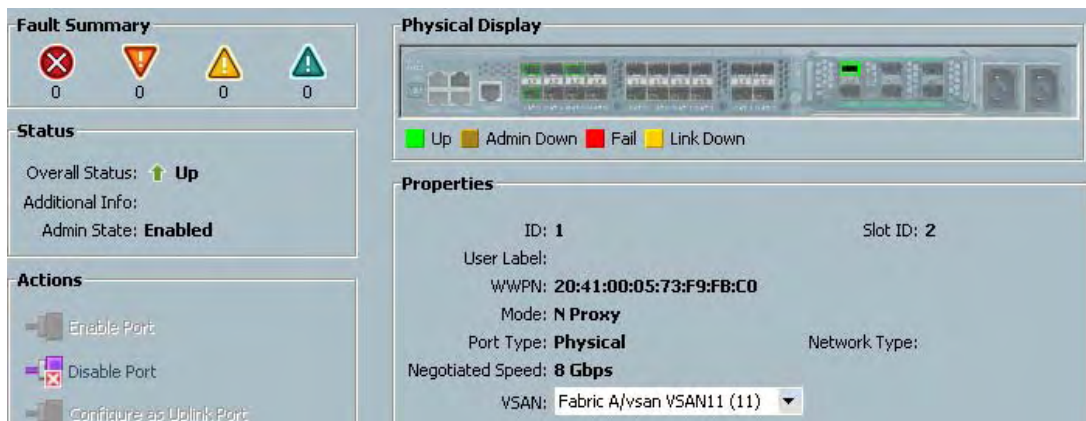 Fault Summary
0 0 0 0
Status
Overall Status: Up
Additional Info:
Admin State: Enabled
Actions
Enable Port
Disable Port
Configure as Uplink Port
Physical Display
Up Admin Down Fail Link Down
Properties
ID: 1 Slot ID: 2
User Label:
WWPN: 20:41:00:05:73:F9:FB:C0
Mode: N Proxy
Port Type: Physical Network Type:
Negotiated Speed: 8 Gbps
VSAN: Fabric A/vsan VSAN11 (11)